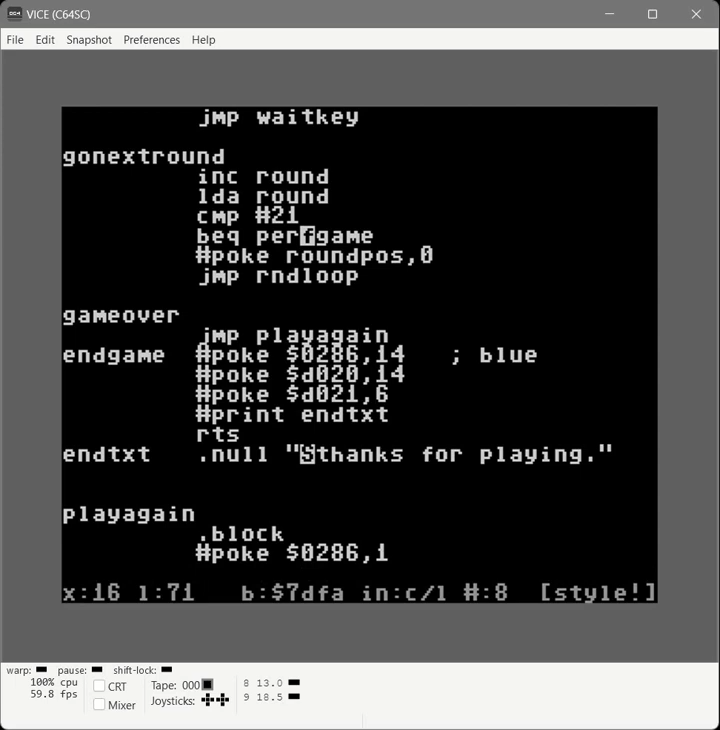 VICE (C64SC)
File Edit Snapshot Preferences Help
jmp waitkey
gonextround
inc round
lda round
cmp #21
beq perfgame
#poke roundpos,0
jmp rndloop
gameover
jmp playagain
endgame #poke $0286,14 ; blue
#poke $d020,14
#poke $d021,6
#print endtxt
rts
endtxt .null "Sthanks for playing."
playagain
.block
#poke $0286,1
x:16 l:71 b:$7dfa in:c/l #:8 [style!]
warp: pause: shift-lock:
100% cpu
59.8 fps
CRT
Mixer
Tape: 000
Joysticks:
8 13.0
9 18.5